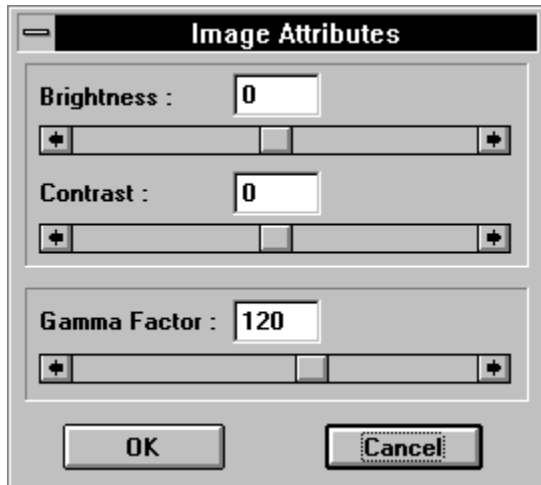 Image Attributes
Brightness : 0
Contrast : 0
Gamma Factor : 120
OK Cancel